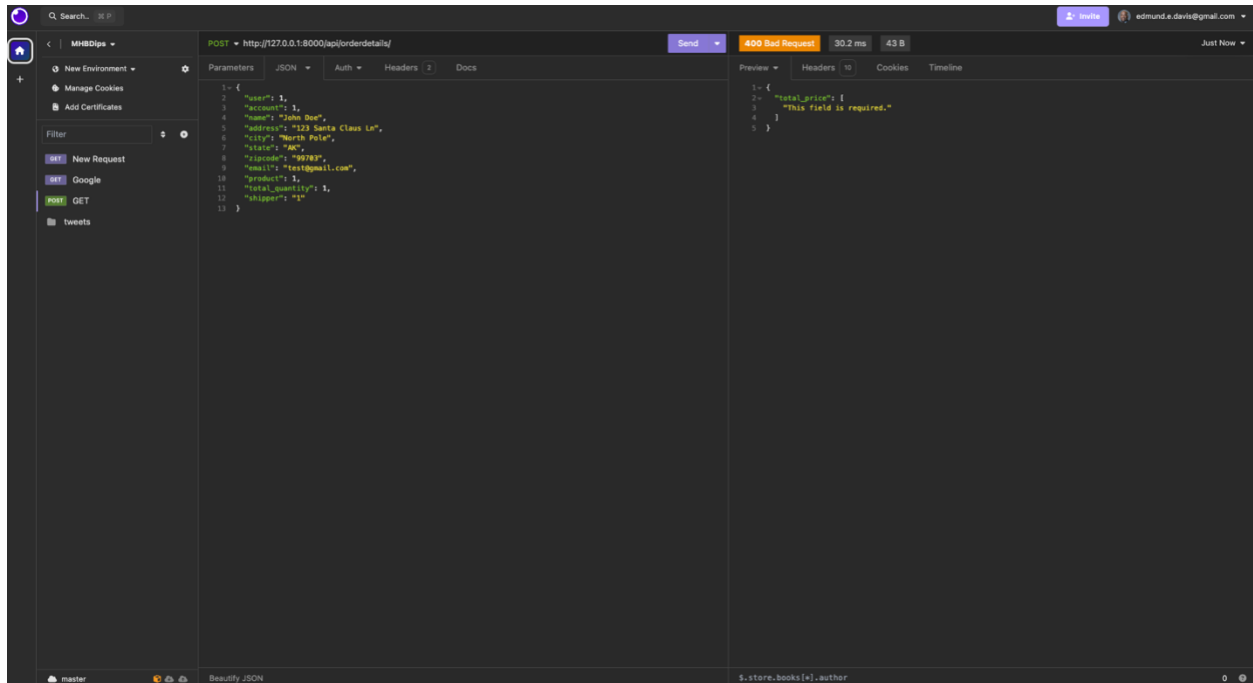 Search.. ⌘ P
Invite
edmund.e.davis@gmail.com
MHBDips
New Environment
Manage Cookies
Add Certificates
Filter
GET New Request
GET Google
POST GET
tweets
master
POST http://127.0.0.1:8000/api/orderdetails/ Send
Parameters JSON Auth Headers 2 Docs
1 {
2 "user": 1,
3 "account": 1,
4 "name": "John Doe",
5 "address": "123 Santa Claus Ln",
6 "city": "North Pole",
7 "state": "AK",
8 "zipcode": "99703",
9 "email": "test@gmail.com",
10 "product": 1,
11 "total_quantity": 1,
12 "shipper": "1"
13 }
Beautify JSON
400 Bad Request 30.2 ms 43 B Just Now
Preview Headers 10 Cookies Timeline
1 {
2 "total_price": [
3 "This field is required."
4 ]
5 }
$.store.books[*].author 0